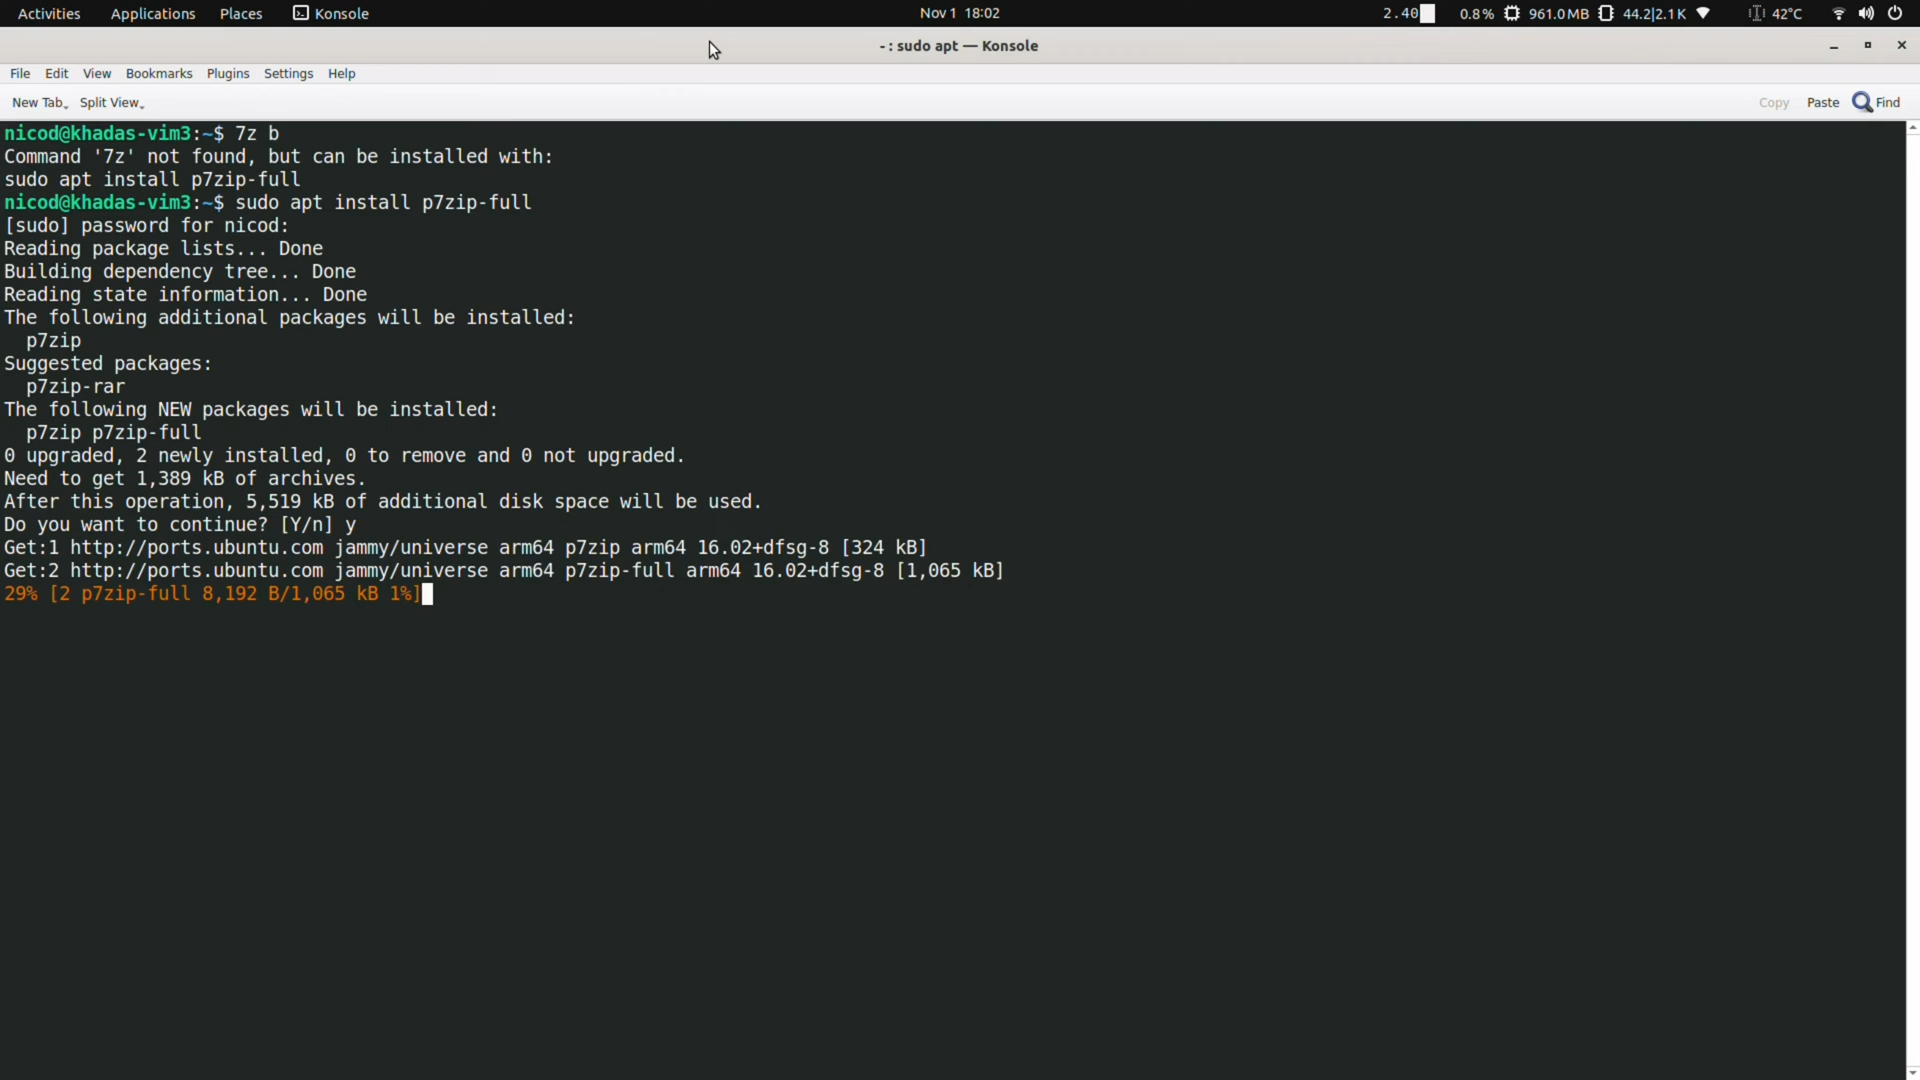 Activities Applications Places Konsole Nov 1 18:02 2.40 0.8% 961.0MB 44.2|2.1K 42°C
- : sudo apt — Konsole
File Edit View Bookmarks Plugins Settings Help
New Tab Split View Copy Paste Find
nicod@khadas-vim3:~$ 7z b
Command '7z' not found, but can be installed with:
sudo apt install p7zip-full
nicod@khadas-vim3:~$ sudo apt install p7zip-full
[sudo] password for nicod:
Reading package lists... Done
Building dependency tree... Done
Reading state information... Done
The following additional packages will be installed:
p7zip
Suggested packages:
p7zip-rar
The following NEW packages will be installed:
p7zip p7zip-full
0 upgraded, 2 newly installed, 0 to remove and 0 not upgraded.
Need to get 1,389 kB of archives.
After this operation, 5,519 kB of additional disk space will be used.
Do you want to continue? [Y/n] y
Get:1 http://ports.ubuntu.com jammy/universe arm64 p7zip arm64 16.02+dfsg-8 [324 kB]
Get:2 http://ports.ubuntu.com jammy/universe arm64 p7zip-full arm64 16.02+dfsg-8 [1,065 kB]
29% [2 p7zip-full 8,192 B/1,065 kB 1%]